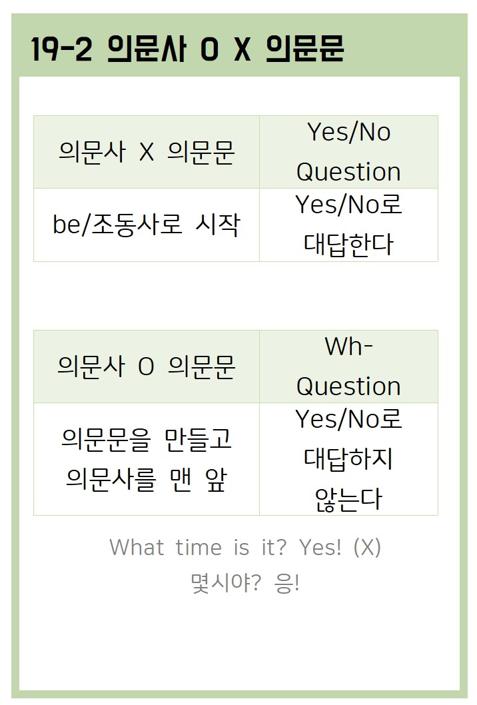 19-2 의문사 O X 의문문
의문사 X 의문문
Yes/No
Question
be/조동사로 시작
Yes/No로
대답한다
의문사 O 의문문
Wh-
Question
의문문을 만들고
의문사를 맨 앞
Yes/No로
대답하지
않는다
What time is it? Yes! (X)
몇시야? 응!